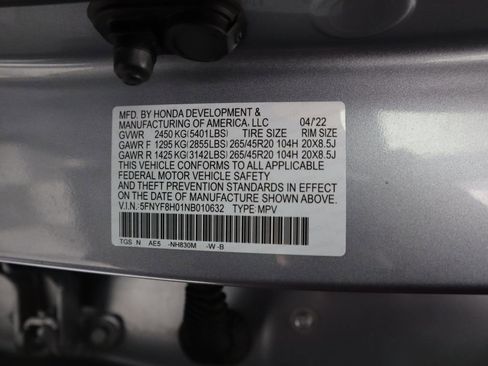 MFD. BY HONDA DEVELOPMENT &
MANUFACTURING OF AMERICA, LLC 04/22
GVWR 2450 KG(5401LBS) TIRE SIZE RIM SIZE
GAWR F 1295 KG(2855LBS) 265/45R20 104H 20X8.5J
GAWR R 1425 KG(3142LBS) 265/45R20 104H 20X8.5J
THIS VEHICLE CONFORMS TO ALL APPLICABLE
FEDERAL MOTOR VEHICLE SAFETY
AND THEFT PREVENTION STANDARDS IN EFFECT
ON THE DATE OF MANUFACTURE SHOWN ABOVE.
V.I.N.: 5FNYF8H01NB010632 TYPE: MPV
TGS N AE5 -NH830M -W -B